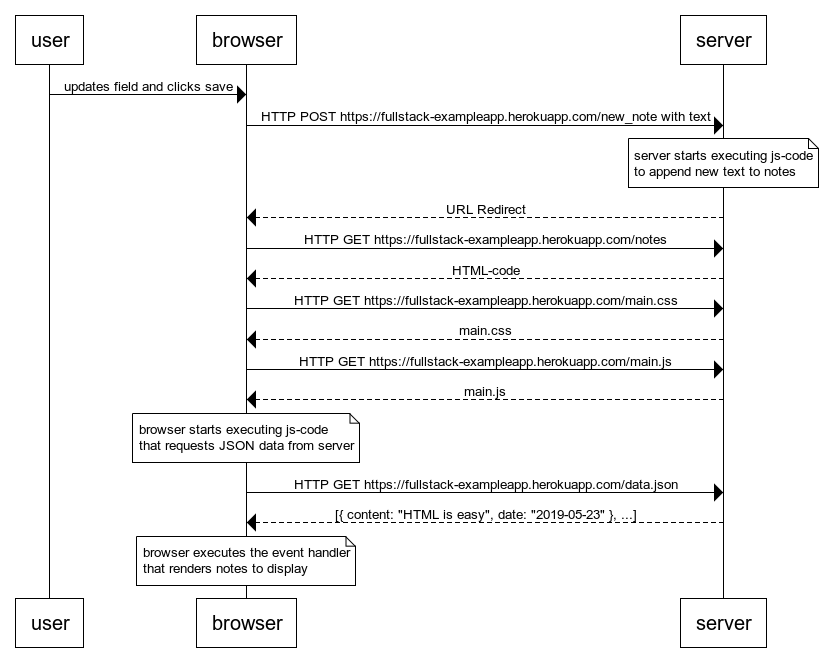 user
browser
server
updates field and clicks save
HTTP POST https://fullstack-exampleapp.herokuapp.com/new_note with text
server starts executing js-code
to append new text to notes
URL Redirect
HTTP GET https://fullstack-exampleapp.herokuapp.com/notes
HTML-code
HTTP GET https://fullstack-exampleapp.herokuapp.com/main.css
main.css
HTTP GET https://fullstack-exampleapp.herokuapp.com/main.js
main.js
browser starts executing js-code
that requests JSON data from server
HTTP GET https://fullstack-exampleapp.herokuapp.com/data.json
[{ content: "HTML is easy", date: "2019-05-23" }, ...]
browser executes the event handler
that renders notes to display
user
browser
server